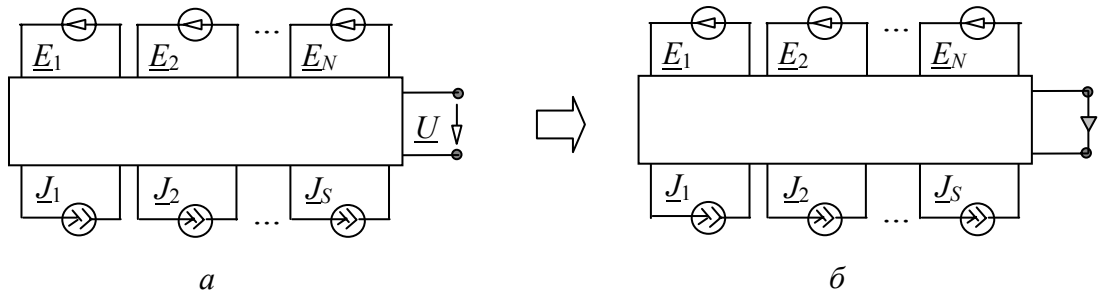 E1 E2 ... EN E1 E2 ... EN
U
J1 J2 ... JS J1 J2 ... JS
а б